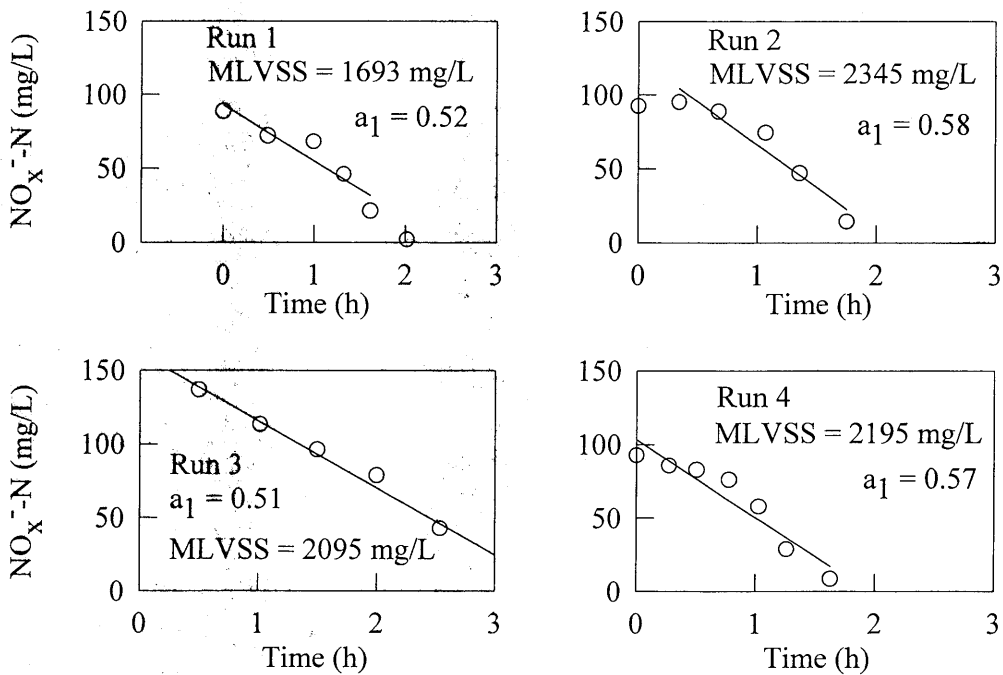 NOX⁻-N (mg/L)
150
100
50
0
Run 1
MLVSS = 1693 mg/L
a1 = 0.52
0 1 2 3
Time (h)
150
100
50
0
Run 2
MLVSS = 2345 mg/L
a1 = 0.58
0 1 2 3
Time (h)
NOX⁻-N (mg/L)
150
100
50
0
Run 3
a1 = 0.51
MLVSS = 2095 mg/L
0 1 2 3
Time (h)
150
100
50
0
Run 4
MLVSS = 2195 mg/L
a1 = 0.57
0 1 2 3
Time (h)